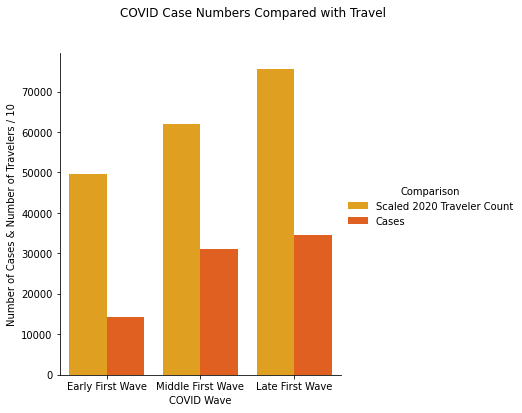 COVID Case Numbers Compared with Travel
Number of Cases & Number of Travelers / 10
70000
60000
50000
40000
30000
20000
10000
0
Early First Wave
Middle First Wave
Late First Wave
COVID Wave
Comparison
Scaled 2020 Traveler Count
Cases